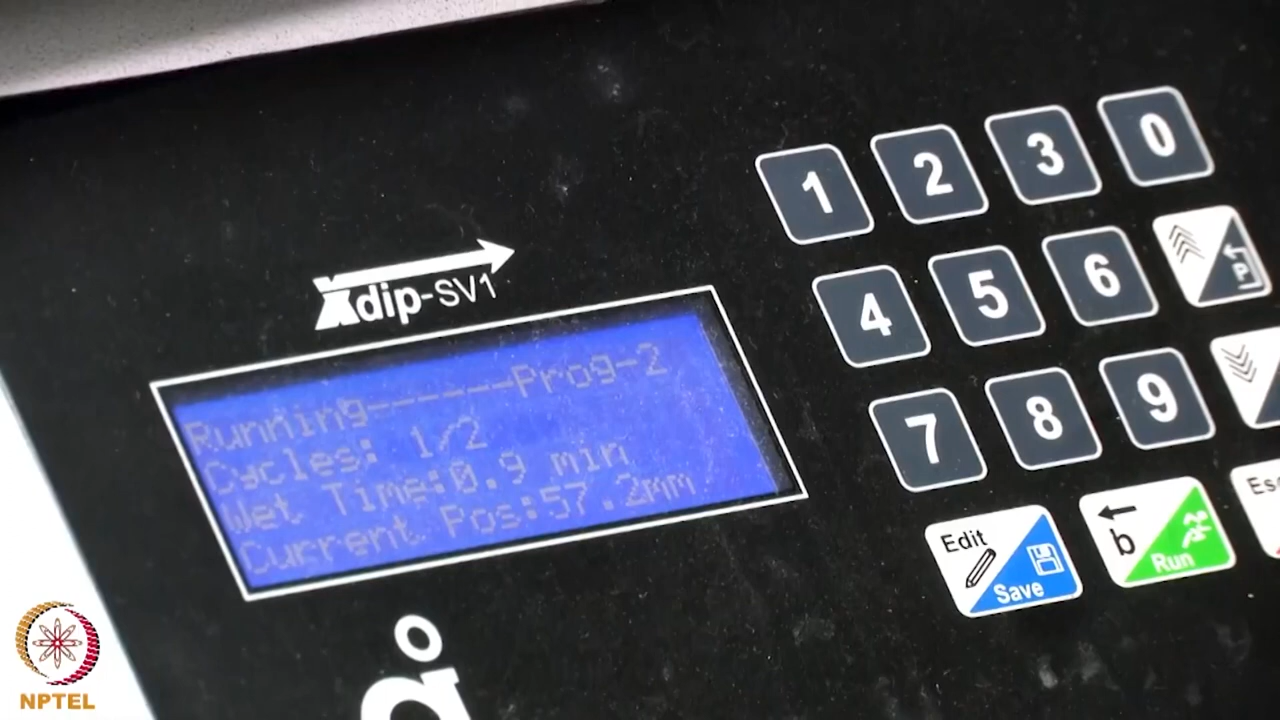 Xdip-SV1
Running------Prog-2
Cycles: 1/2
Wet Time:0.9 min
Current Pos:57.2mm
1 2 3 0
4 5 6 P
7 8 9
Edit Save
b Run
Esc
NPTEL